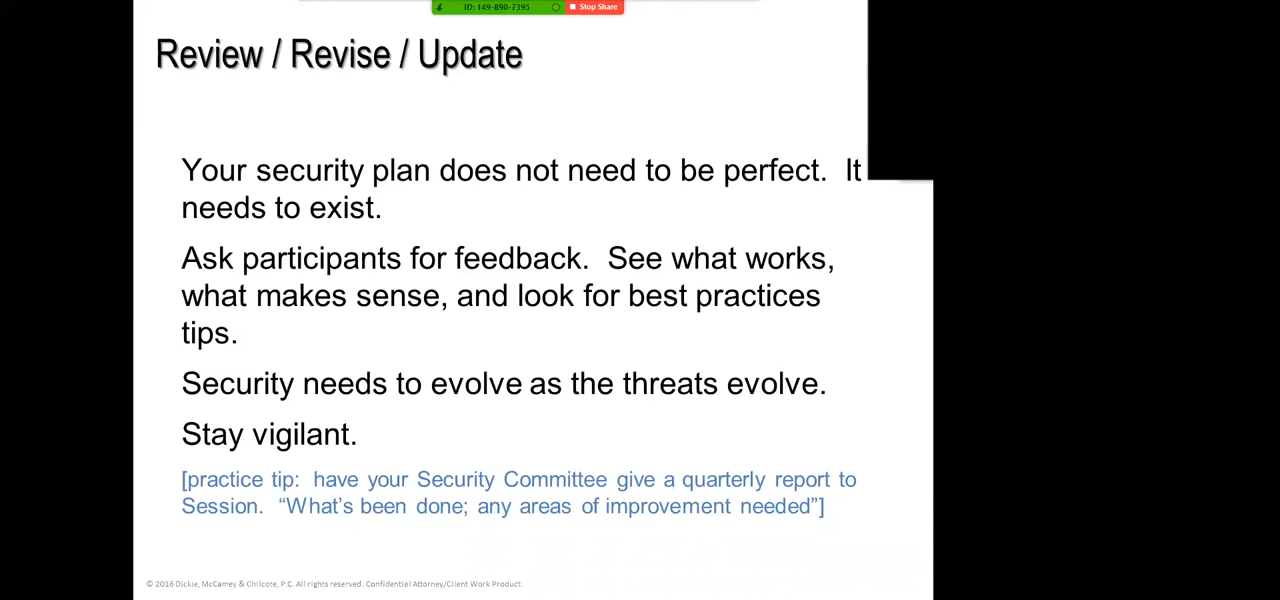 ID: 149-890-7395
Stop Share
Review / Revise / Update
Your security plan does not need to be perfect. It
needs to exist.
Ask participants for feedback. See what works,
what makes sense, and look for best practices
tips.
Security needs to evolve as the threats evolve.
Stay vigilant.
[practice tip: have your Security Committee give a quarterly report to
Session. “What’s been done; any areas of improvement needed”]
© 2016 Dickie, McCamey & Chilcote, P.C. All rights reserved. Confidential Attorney/Client Work Product.